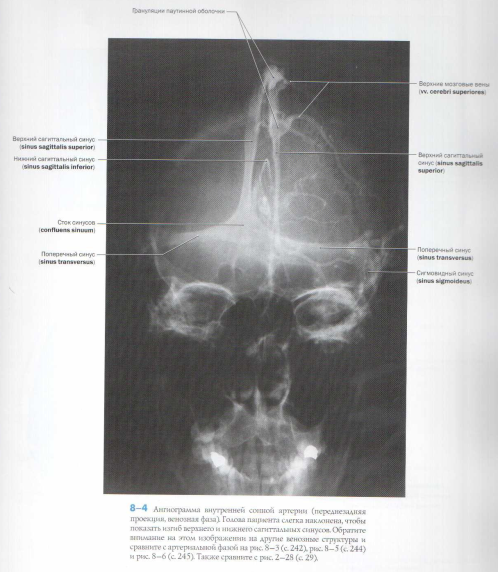 Грануляции паутинной оболочки
Верхние мозговые вены
(vv. cerebri superiores)
Верхний сагиттальный синус
(sinus sagittalis superior)
Нижний сагиттальный синус
(sinus sagittalis inferior)
Верхний сагиттальный
синус (sinus sagittalis
superior)
Сток синусов
(confluens sinuum)
Поперечный синус
(sinus transversus)
Поперечный синус
(sinus transversus)
Сигмовидный синус
(sinus sigmoideus)
8–4 Ангиограмма внутренней сонной артерии (переднезадняя
проекция, венозная фаза). Голова пациента слегка наклонена, чтобы
показать изгиб верхнего и нижнего сагиттальных синусов. Обратите
внимание на этом изображении на другие венозные структуры и
сравните с артериальной фазой на рис. 8–3 (с. 242), рис. 8–5 (с. 244)
и рис. 8–6 (с. 245). Также сравните с рис. 2–28 (с. 29).